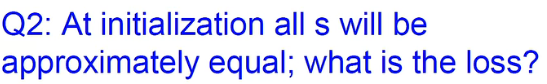 Q2: At initialization all s will be
approximately equal; what is the loss?